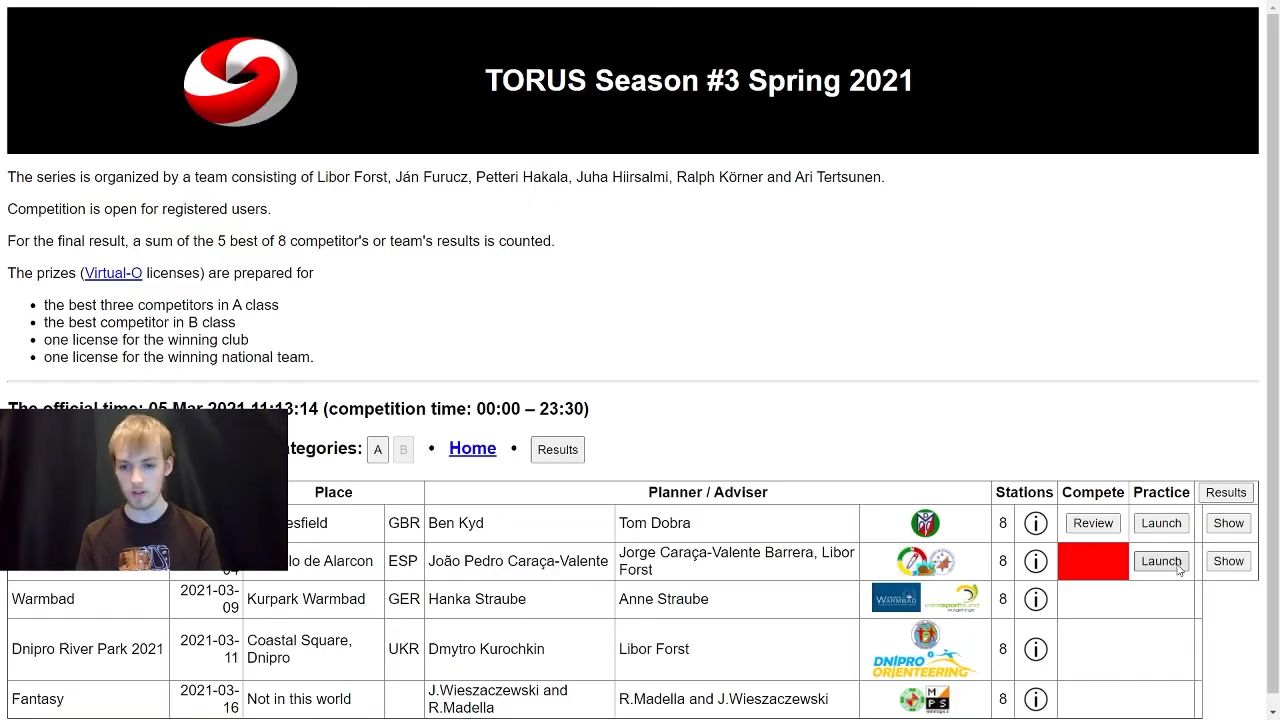 TORUS Season #3 Spring 2021
The series is organized by a team consisting of Libor Forst, Ján Furucz, Petteri Hakala, Juha Hiirsalmi, Ralph Körner and Ari Tertsunen.
Competition is open for registered users.
For the final result, a sum of the 5 best of 8 competitor's or team's results is counted.
The prizes (Virtual-O licenses) are prepared for
• the best three competitors in A class
• the best competitor in B class
• one license for the winning club
• one license for the winning national team.
The official time: 05 Mar 2021 11:13:14 (competition time: 00:00 – 23:30)
ategories: A B • Home • Results
Place Planner / Adviser Stations Compete Practice Results
esfield GBR Ben Kyd Tom Dobra 8 Review Launch Show
lo de Alarcon ESP João Pedro Caraça-Valente Jorge Caraça-Valente Barrera, Libor Forst 8 Launch Show
Warmbad 2021-03-09 Kurpark Warmbad GER Hanka Straube Anne Straube WARMBAD 8
Dnipro River Park 2021 2021-03-11 Coastal Square, Dnipro UKR Dmytro Kurochkin Libor Forst DNIPRO ORIENTEERING 8
Fantasy 2021-03-16 Not in this world J.Wieszaczewski and R.Madella R.Madella and J.Wieszaczewski MPS 8